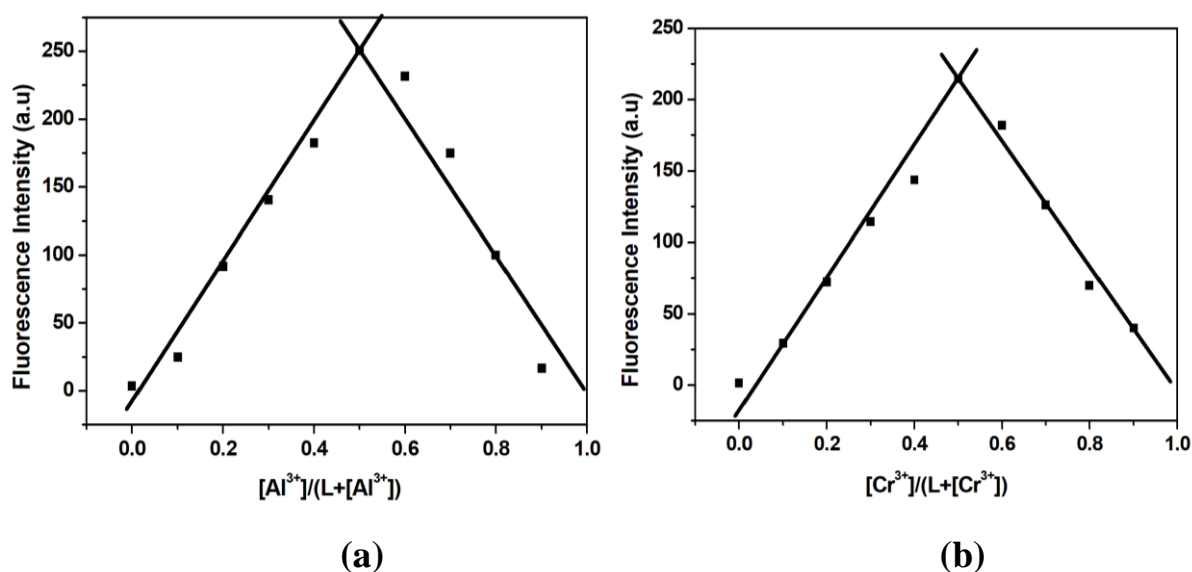 Fluorescence Intensity (a.u)
250
200
150
100
50
0
0.0 0.2 0.4 0.6 0.8 1.0
[Al³⁺]/(L+[Al³⁺])
(a)
Fluorescence Intensity (a.u)
250
200
150
100
50
0
0.0 0.2 0.4 0.6 0.8 1.0
[Cr³⁺]/(L+[Cr³⁺])
(b)